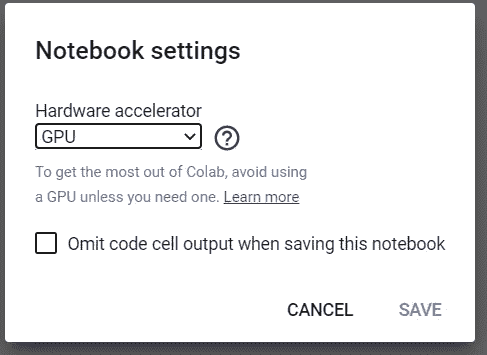 Notebook settings
Hardware accelerator
GPU
?
To get the most out of Colab, avoid using
a GPU unless you need one. Learn more
Omit code cell output when saving this notebook
CANCEL SAVE